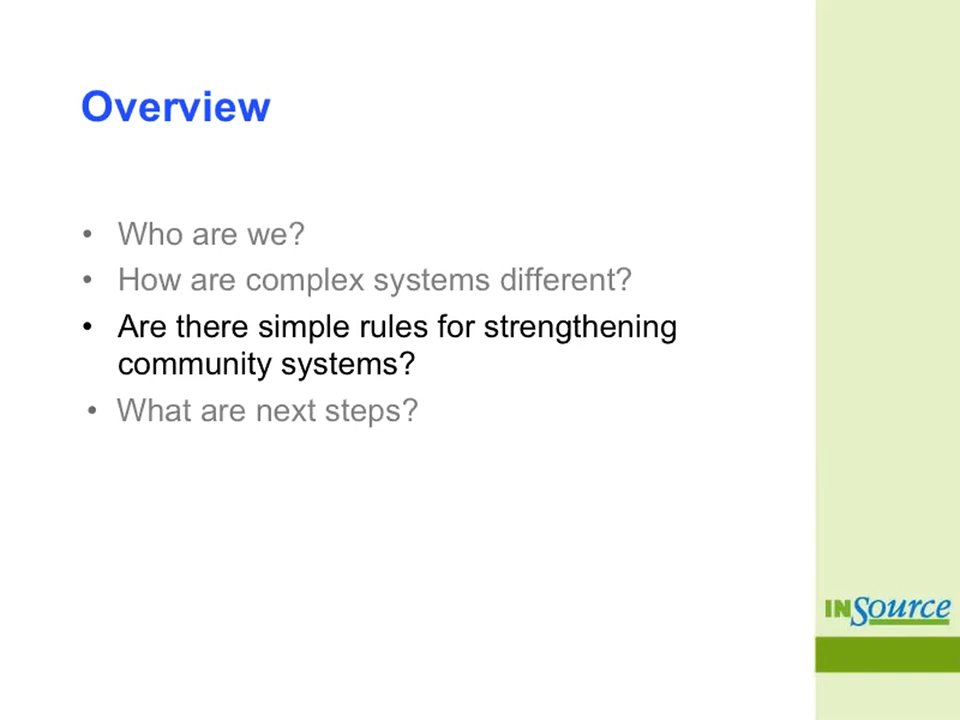 Overview
• Who are we?
• How are complex systems different?
• Are there simple rules for strengthening
community systems?
• What are next steps?
INSource